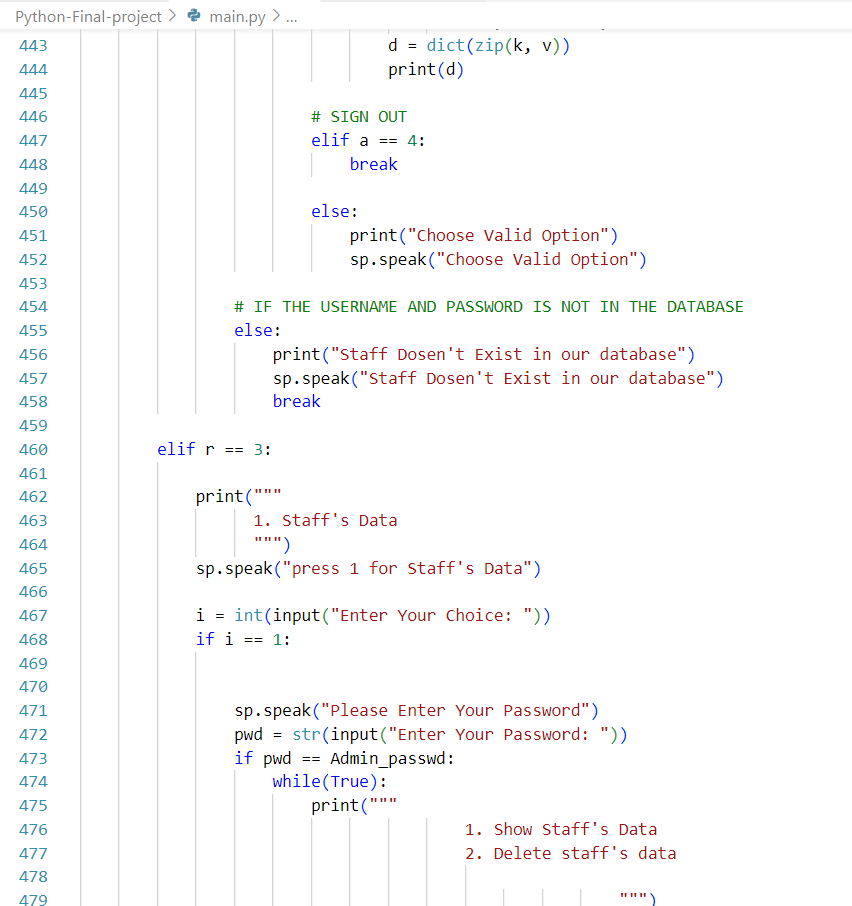 Python-Final-project > main.py > ...
443 d = dict(zip(k, v))
444 print(d)
445
446 # SIGN OUT
447 elif a == 4:
448 break
449
450 else:
451 print("Choose Valid Option")
452 sp.speak("Choose Valid Option")
453
454 # IF THE USERNAME AND PASSWORD IS NOT IN THE DATABASE
455 else:
456 print("Staff Dosen't Exist in our database")
457 sp.speak("Staff Dosen't Exist in our database")
458 break
459
460 elif r == 3:
461
462 print("""
463 1. Staff's Data
464 """)
465 sp.speak("press 1 for Staff's Data")
466
467 i = int(input("Enter Your Choice: "))
468 if i == 1:
469
470
471 sp.speak("Please Enter Your Password")
472 pwd = str(input("Enter Your Password: "))
473 if pwd == Admin_passwd:
474 while(True):
475 print("""
476 1. Show Staff's Data
477 2. Delete staff's data
478
479 """)